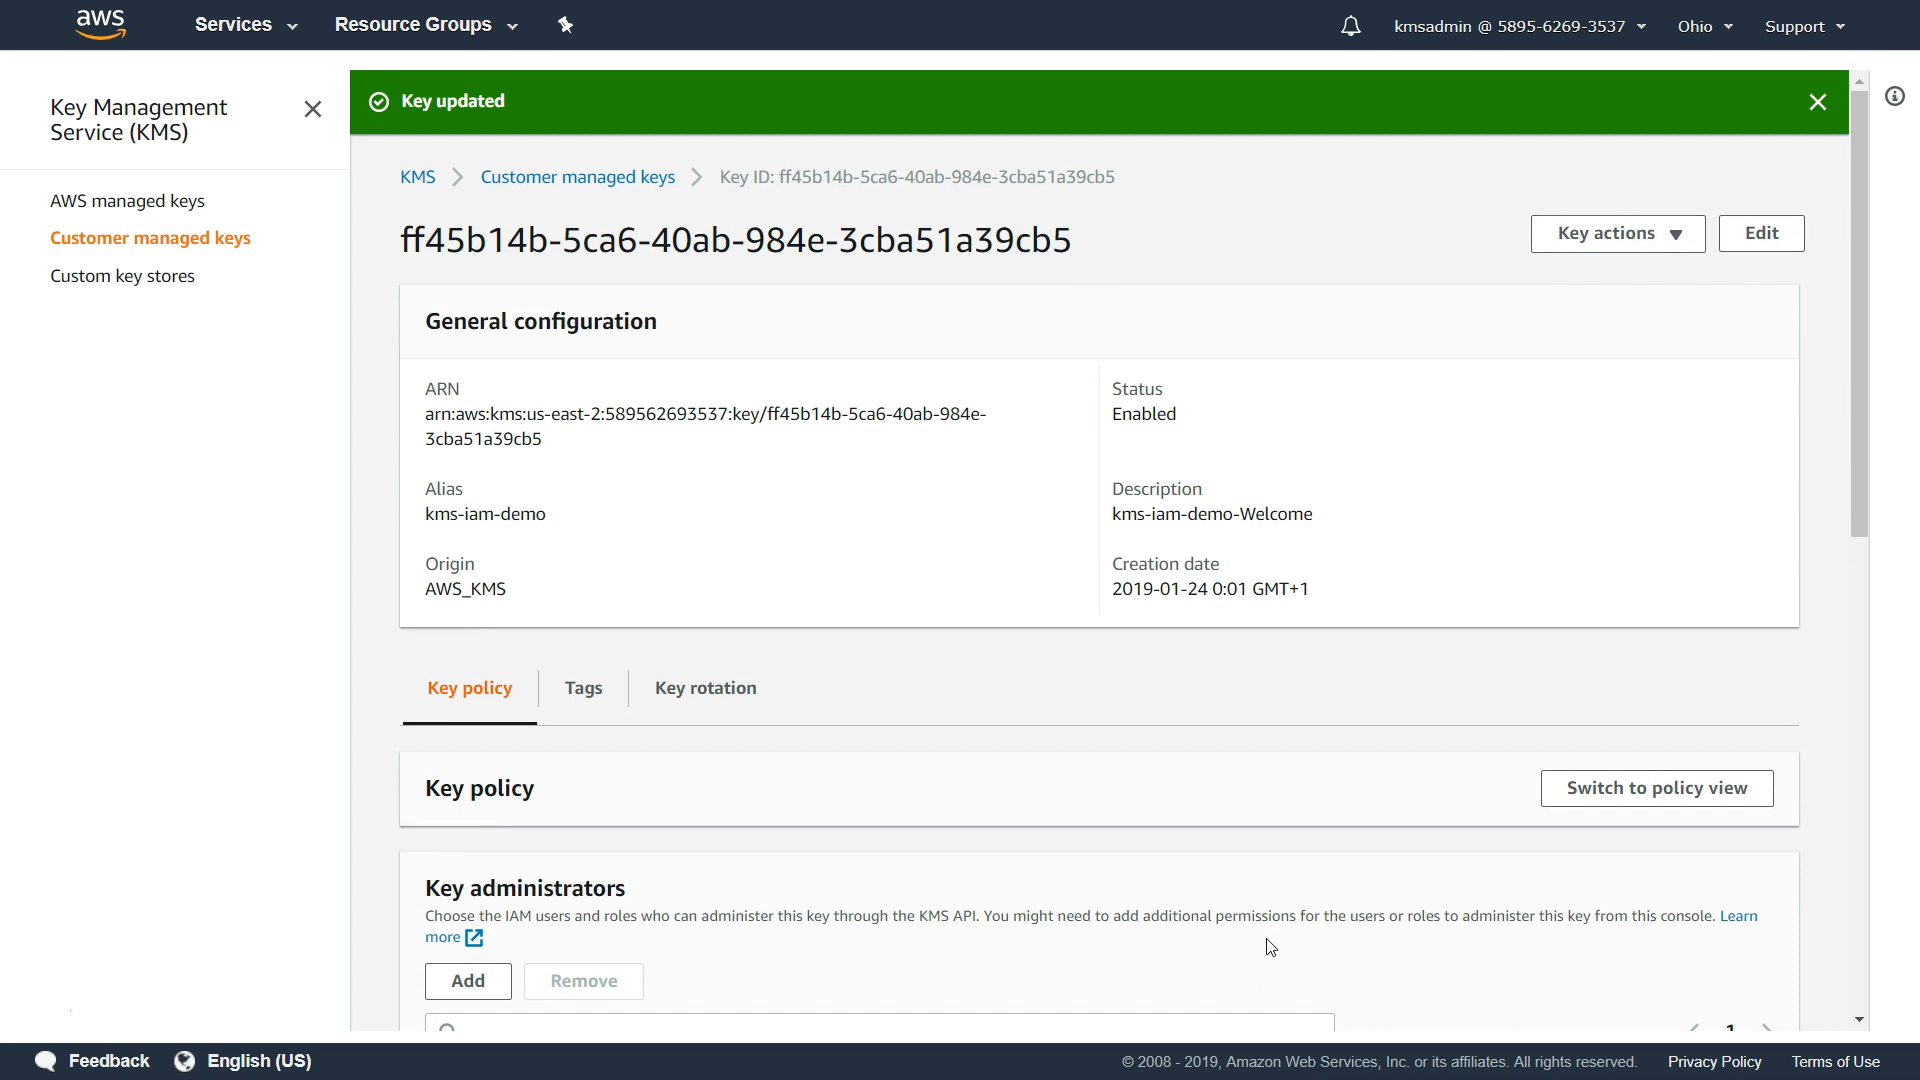 aws Services Resource Groups kmsadmin @ 5895-6269-3537 Ohio Support
Key Management
Service (KMS)
AWS managed keys
Customer managed keys
Custom key stores
Key updated
KMS Customer managed keys Key ID: ff45b14b-5ca6-40ab-984e-3cba51a39cb5
ff45b14b-5ca6-40ab-984e-3cba51a39cb5
Key actions Edit
General configuration
ARN
arn:aws:kms:us-east-2:589562693537:key/ff45b14b-5ca6-40ab-984e-
3cba51a39cb5
Status
Enabled
Alias
kms-iam-demo
Description
kms-iam-demo-Welcome
Origin
AWS_KMS
Creation date
2019-01-24 0:01 GMT+1
Key policy Tags Key rotation
Key policy
Switch to policy view
Key administrators
Choose the IAM users and roles who can administer this key through the KMS API. You might need to add additional permissions for the users or roles to administer this key from this console. Learn
more
Add Remove
1
Feedback English (US) © 2008 - 2019, Amazon Web Services, Inc. or its affiliates. All rights reserved. Privacy Policy Terms of Use